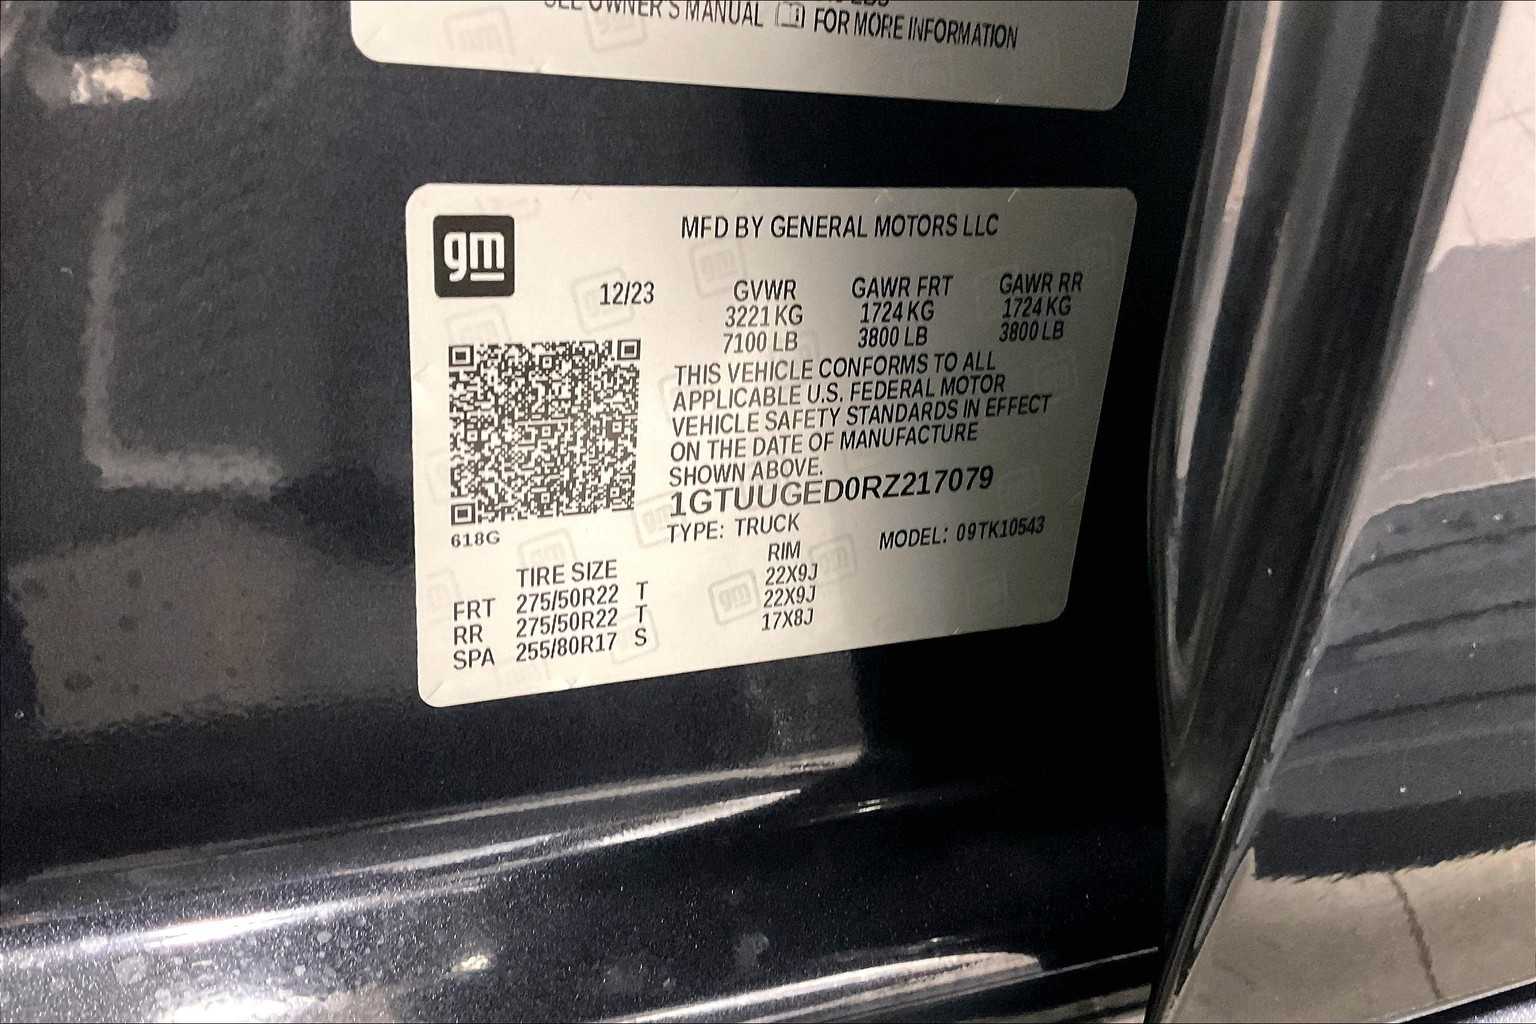 SEE OWNER'S MANUAL FOR MORE INFORMATION
gm
MFD BY GENERAL MOTORS LLC
12/23
GVWR GAWR FRT GAWR RR
3221 KG 1724 KG 1724 KG
7100 LB 3800 LB 3800 LB
THIS VEHICLE CONFORMS TO ALL
APPLICABLE U.S. FEDERAL MOTOR
VEHICLE SAFETY STANDARDS IN EFFECT
ON THE DATE OF MANUFACTURE
SHOWN ABOVE.
1GTUUGED0RZ217079
TYPE: TRUCK MODEL: 09TK10543
618G
TIRE SIZE RIM
FRT 275/50R22 T 22X9J
RR 275/50R22 T 22X9J
SPA 255/80R17 S 17X8J